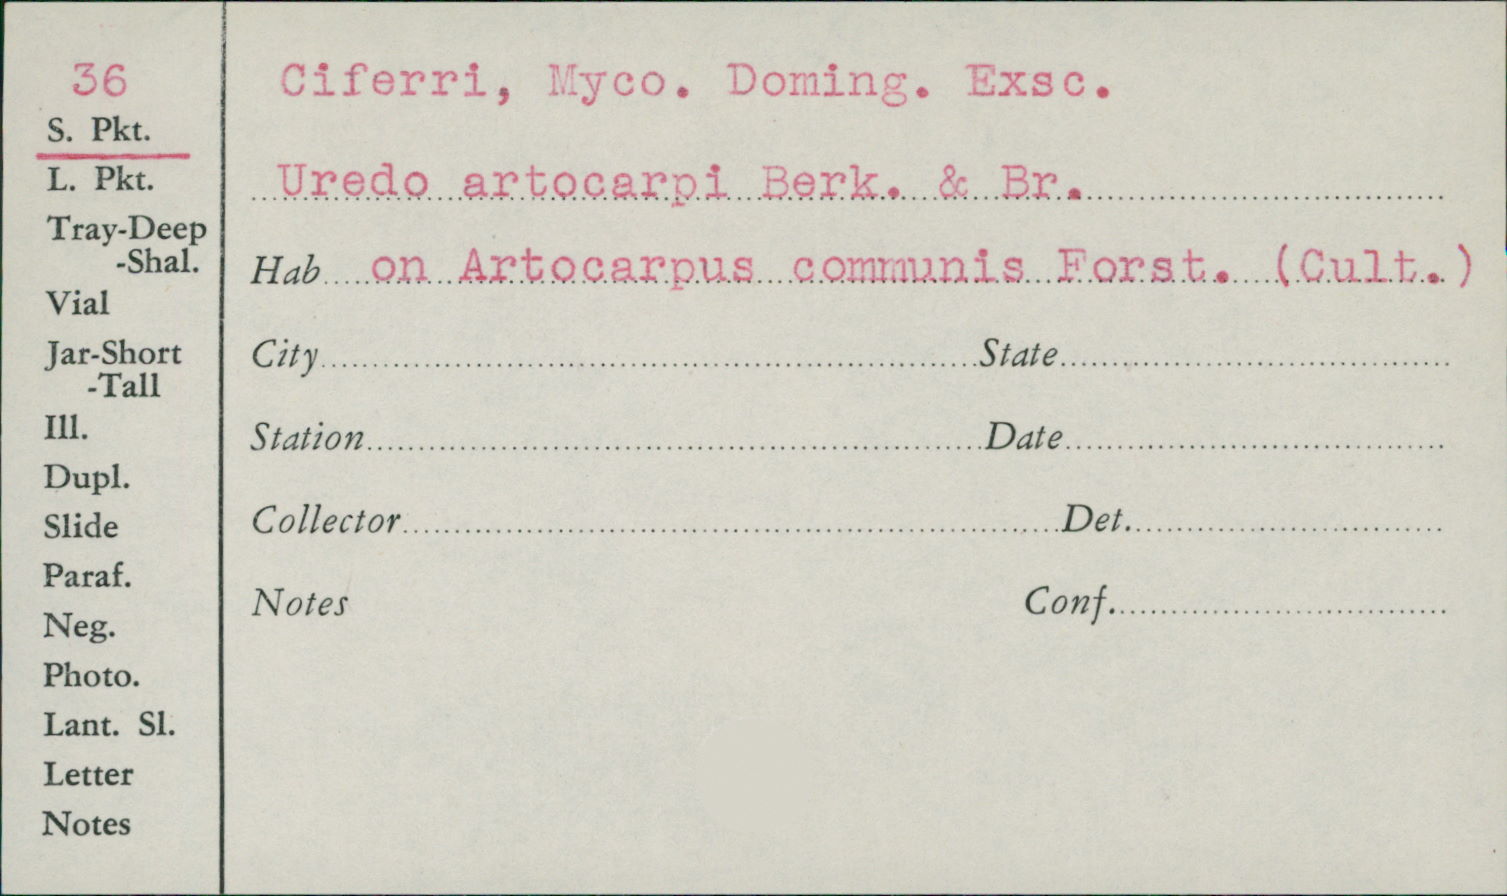 36
S. Pkt.
L. Pkt.
Tray-Deep
-Shal.
Vial
Jar-Short
-Tall
Ill.
Dupl.
Slide
Paraf.
Neg.
Photo.
Lant. Sl.
Letter
Notes
Ciferri, Myco. Doming. Exsc.
Uredo artocarpi Berk. & Br.
Hab on Artocarpus communis Forst. (Cult.)
City State
Station Date
Collector Det.
Notes Conf.